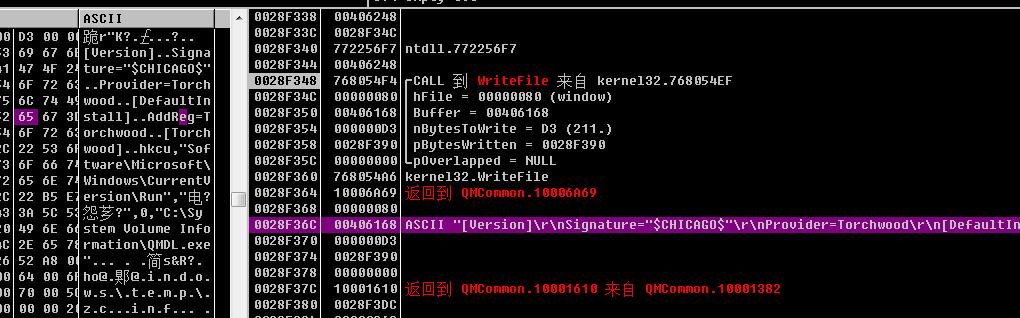 ASCII
D3 00 00 跪r"K?.£...?..
69 67 6E [Version]..Signa
47 4F 24 ture="$CHICAGO$"
6F 72 63 ..Provider=Torch
6C 74 49 wood..[DefaultIn
65 67 3D stall]..AddReg=T
6F 72 63 orchwood..[Torch
22 53 6F wood]..hkcu,"Sof
6F 66 74 tware\Microsoft\
65 6E 74 Windows\CurrentV
22 B5 E7 ersion\Run","电?
3A 5C 53 怨芗?",0,"C:\Sy
49 6E 66 stem Volume Info
2E 65 78 rmation\QMDL.exe
52 A8 00 "... . .简s&R?.
64 00 6F ho@.鄴@.i.n.d.o.
00 50 w.s.\.t.e.m.p.\.
00 00 z.c...i.n.f... .
0028F338 00406248
0028F33C 0028F34C
0028F340 772256F7 ntdll.772256F7
0028F344 00406248
0028F348 768054F4 CALL 到 WriteFile 来自 kernel32.768054EF
0028F34C 00000080 hFile = 00000080 (window)
0028F350 00406168 Buffer = 00406168
0028F354 000000D3 nBytesToWrite = D3 (211.)
0028F358 0028F390 pBytesWritten = 0028F390
0028F35C 00000000 pOverlapped = NULL
0028F360 768054A6 kernel32.WriteFile
0028F364 10006A69 返回到 QMCommon.10006A69
0028F368 00000080
0028F36C 00406168 ASCII "[Version]\r\nSignature="$CHICAGO$"\r\nProvider=Torchwood\r\n[DefaultIn
0028F370 000000D3
0028F374 0028F390
0028F378 00000000
0028F37C 10001610 返回到 QMCommon.10001610 来自 QMCommon.10001382
0028F380 0028F3DC